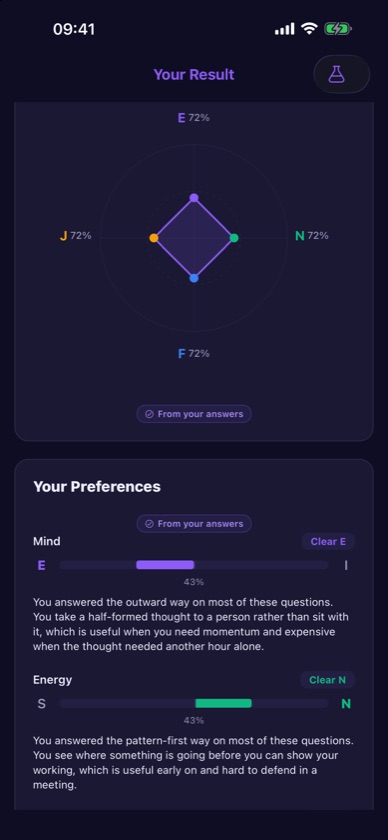 09:41
Your Result
E 72%
J 72%
N 72%
F 72%
From your answers
Your Preferences
From your answers
Mind
Clear E
E
I
43%
You answered the outward way on most of these questions.
You take a half-formed thought to a person rather than sit with
it, which is useful when you need momentum and expensive
when the thought needed another hour alone.
Energy
Clear N
S
N
43%
You answered the pattern-first way on most of these questions.
You see where something is going before you can show your
working, which is useful early on and hard to defend in a
meeting.